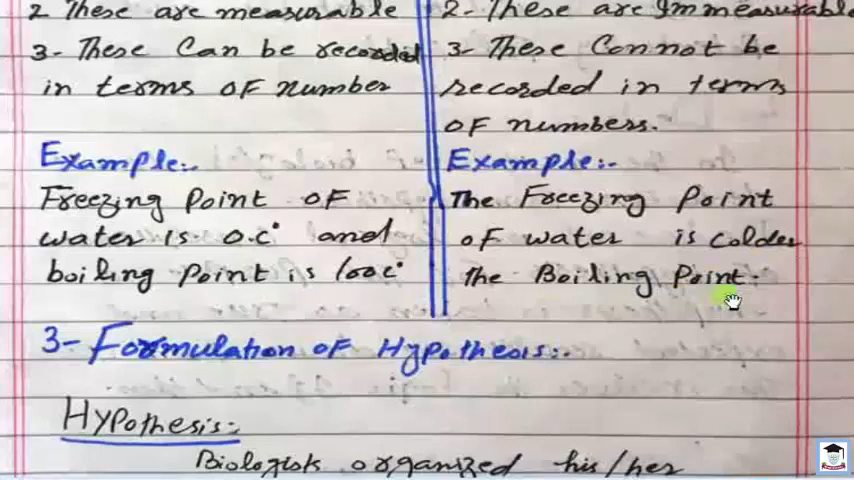 2 These are measurable
3- These Can be recorded
in terms OF number
Example:-
Freezing Point OF
water is 0.c° and
boiling Point is 100c°
2- These are Immeasurable
3- These Connot be
recorded in terms
OF numbers.
Example:-
The Freezing Point
of water is colder
the Boiling Point.
3- Formulation OF Hypothesis:-
Hypothesis:-
Biologists organized his/her